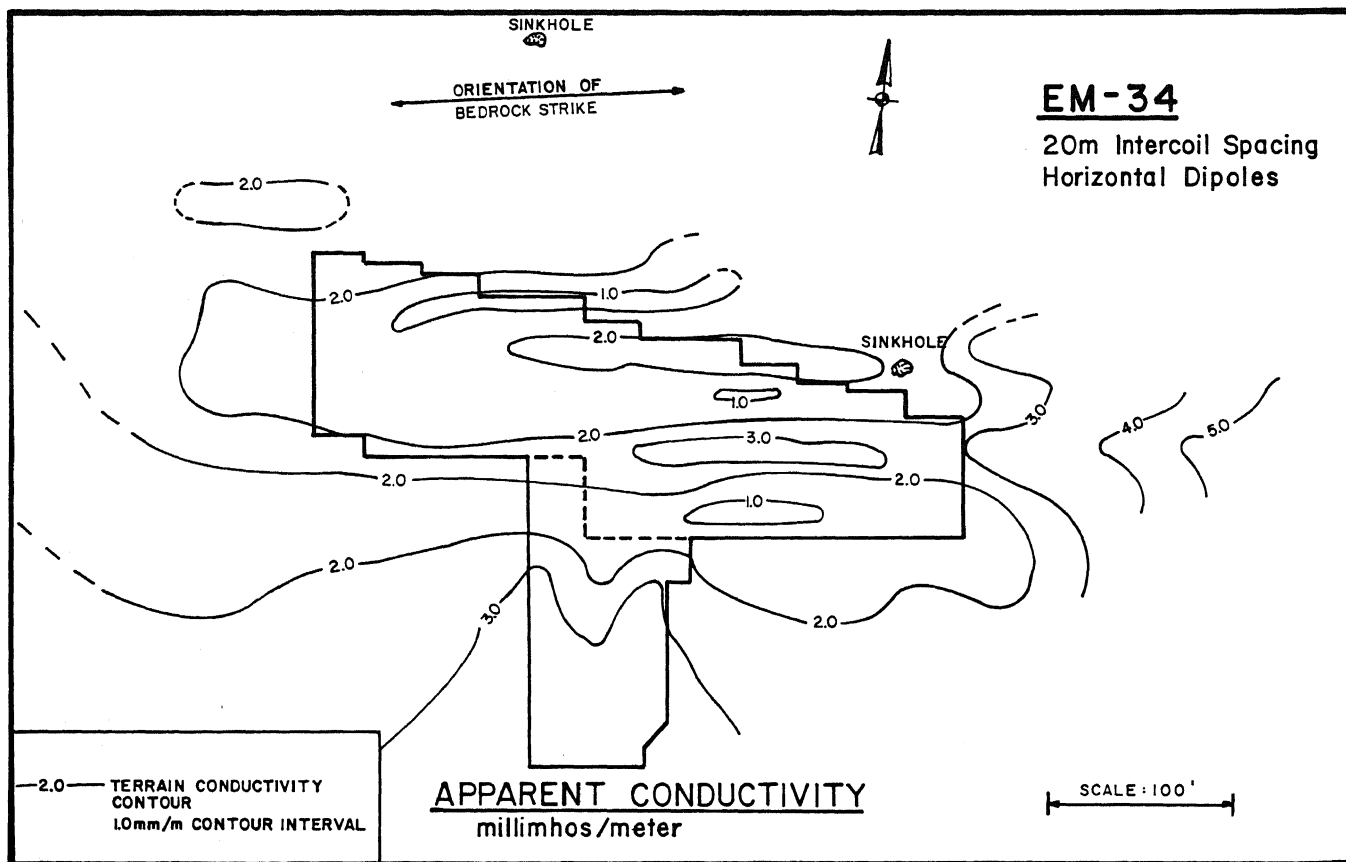 SINKHOLE
ORIENTATION OF
BEDROCK STRIKE
EM-34
20m Intercoil Spacing
Horizontal Dipoles
2.0
2.0
1.0
2.0
SINKHOLE
1.0
3.0
4.0
5.0
2.0
3.0
2.0
2.0
1.0
2.0
3.0
2.0
2.0 TERRAIN CONDUCTIVITY
CONTOUR
1.0mm/m CONTOUR INTERVAL
APPARENT CONDUCTIVITY
millimhos/meter
SCALE: 100'